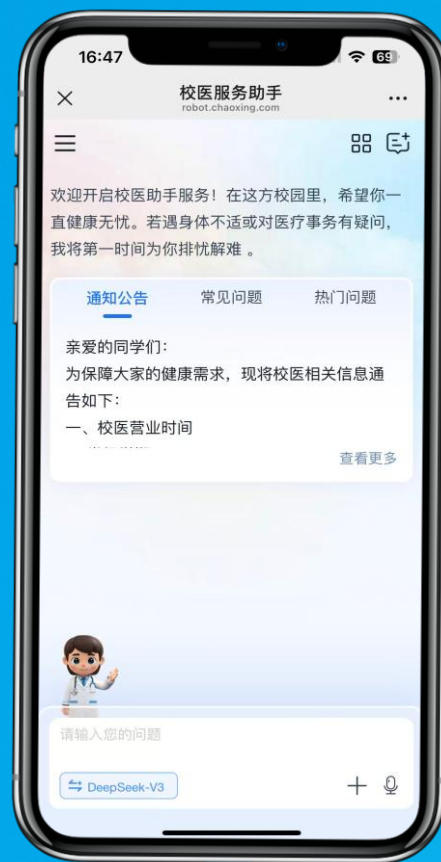 16:47
69
校医服务助手
robot.chaoxing.com
欢迎开启校医助手服务！在这方校园里，希望你一
直健康无忧。若遇身体不适或对医疗事务有疑问，
我将第一时间为你排忧解难 。
通知公告 常见问题 热门问题
亲爱的同学们：
为保障大家的健康需求，现将校医相关信息通
告如下：
一、校医营业时间
查看更多
请输入您的问题
DeepSeek-V3